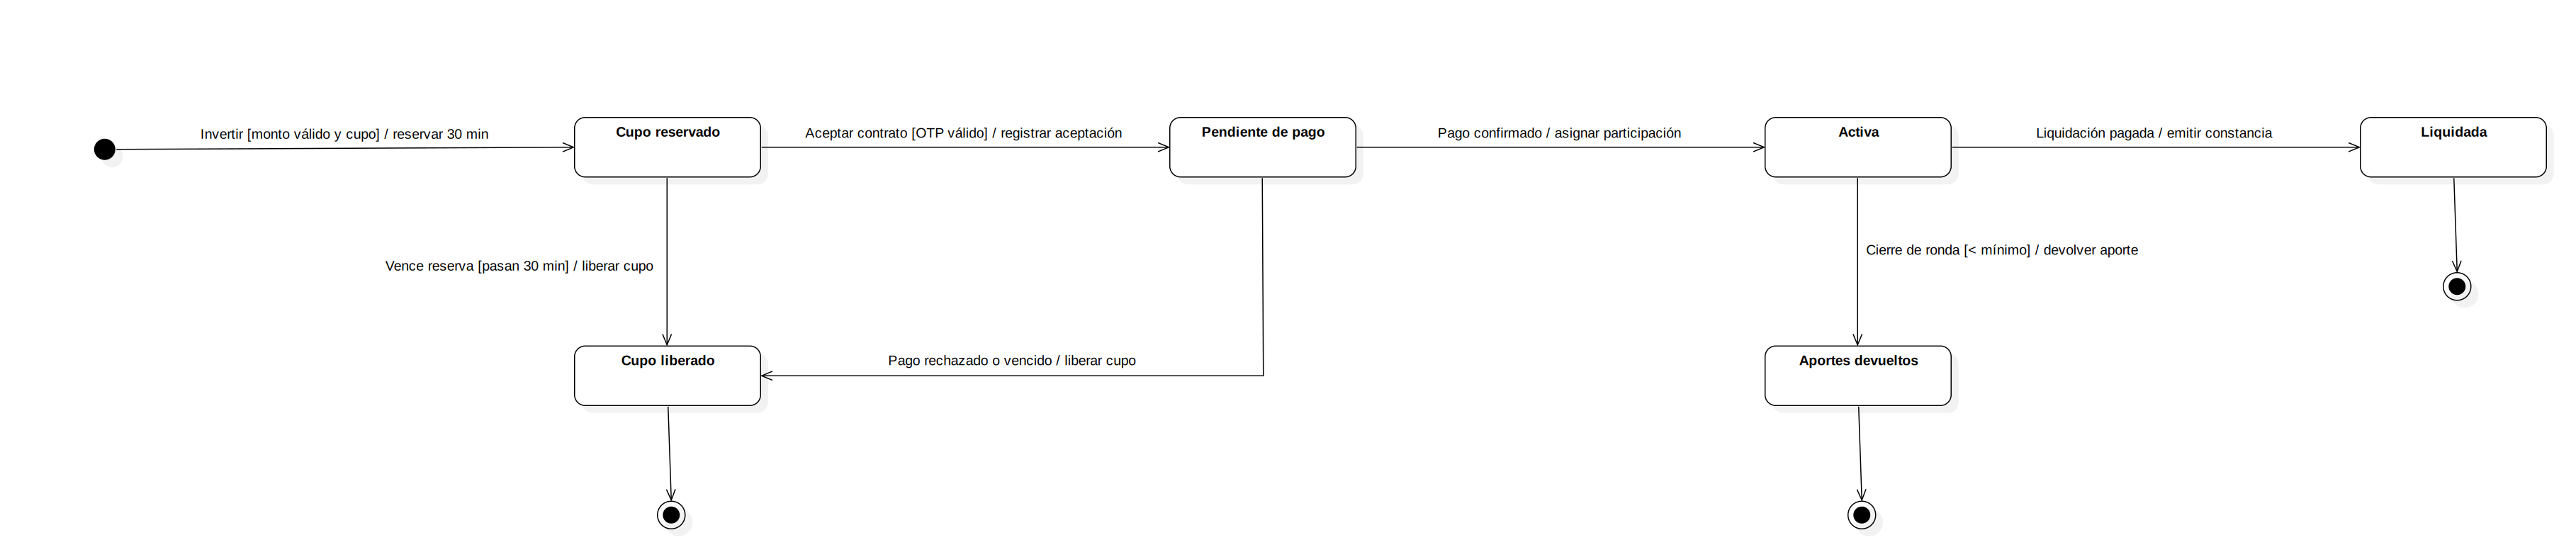 Invertir [monto válido y cupo] / reservar 30 min
Cupo reservado
Aceptar contrato [OTP válido] / registrar aceptación
Pendiente de pago
Pago confirmado / asignar participación
Activa
Liquidación pagada / emitir constancia
Liquidada
Vence reserva [pasan 30 min] / liberar cupo
Cierre de ronda [< mínimo] / devolver aporte
Cupo liberado
Pago rechazado o vencido / liberar cupo
Aportes devueltos